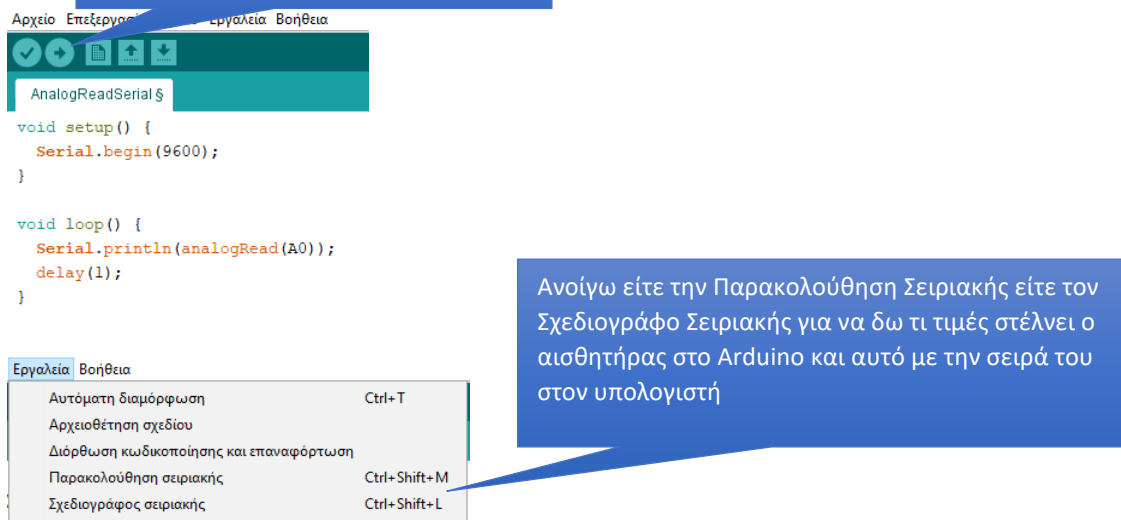 Αρχείο Επεξεργασ Εργαλεία Βοήθεια
AnalogReadSerial §
void setup() {
  Serial.begin(9600);
}
void loop() {
  Serial.println(analogRead(A0));
  delay(1);
}
Ανοίγω είτε την Παρακολούθηση Σειριακής είτε τον
Σχεδιογράφο Σειριακής για να δω τι τιμές στέλνει ο
αισθητήρας στο Arduino και αυτό με την σειρά του
στον υπολογιστή
Εργαλεία Βοήθεια
Αυτόματη διαμόρφωση Ctrl+T
Αρχειοθέτηση σχεδίου
Διόρθωση κωδικοποίησης και επαναφόρτωση
Παρακολούθηση σειριακής Ctrl+Shift+M
Σχεδιογράφος σειριακής Ctrl+Shift+L